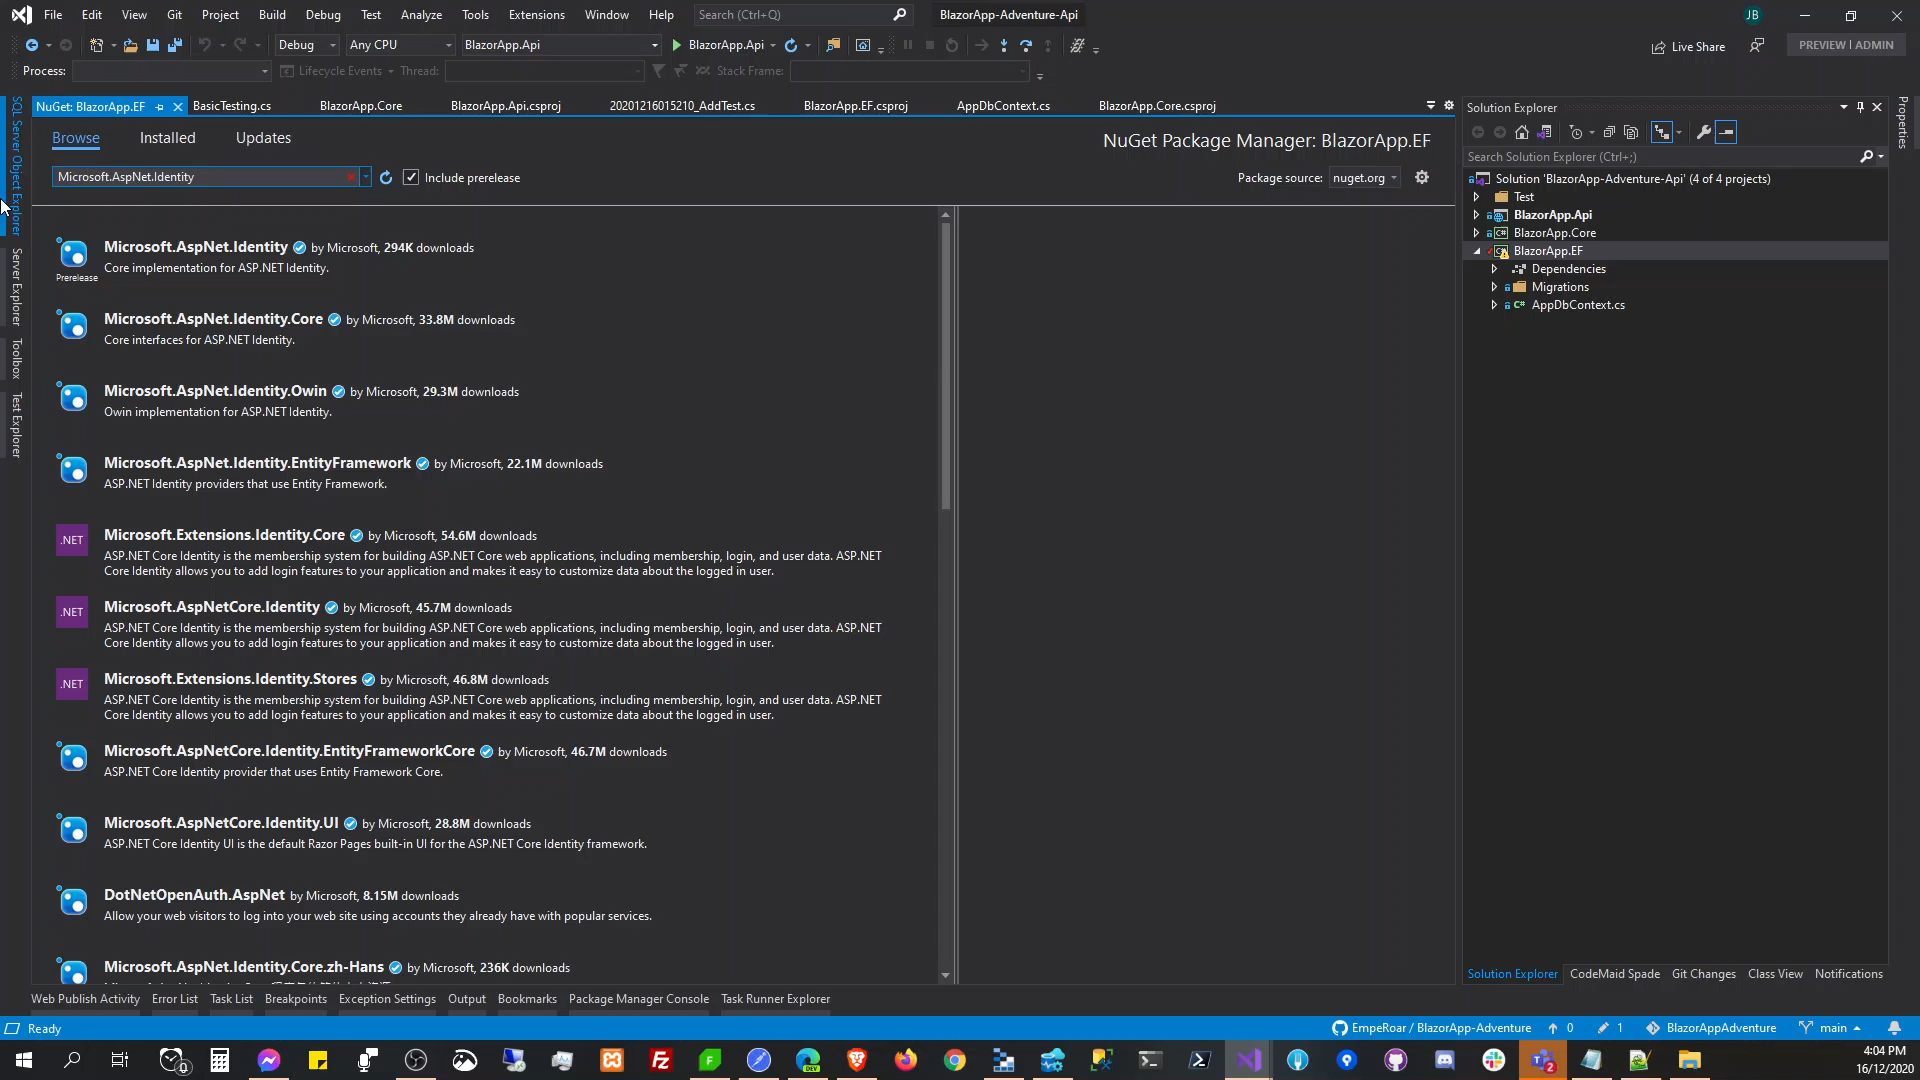 File Edit View Git Project Build Debug Test Analyze Tools Extensions Window Help Search (Ctrl+Q) BlazorApp-Adventure-Api JB
Debug Any CPU BlazorApp.Api BlazorApp.Api Live Share PREVIEW | ADMIN
Process: Lifecycle Events Thread: Stack Frame:
NuGet: BlazorApp.EF BasicTesting.cs BlazorApp.Core BlazorApp.Api.csproj 20201216015210_AddTest.cs BlazorApp.EF.csproj AppDbContext.cs BlazorApp.Core.csproj
SQL Server Object Explorer
Server Explorer
Toolbox
Test Explorer
Browse Installed Updates NuGet Package Manager: BlazorApp.EF
Microsoft.AspNet.Identity Include prerelease Package source: nuget.org
Microsoft.AspNet.Identity by Microsoft, 294K downloads
Core implementation for ASP.NET Identity.
Prerelease
Microsoft.AspNet.Identity.Core by Microsoft, 33.8M downloads
Core interfaces for ASP.NET Identity.
Microsoft.AspNet.Identity.Owin by Microsoft, 29.3M downloads
Owin implementation for ASP.NET Identity.
Microsoft.AspNet.Identity.EntityFramework by Microsoft, 22.1M downloads
ASP.NET Identity providers that use Entity Framework.
.NET
Microsoft.Extensions.Identity.Core by Microsoft, 54.6M downloads
ASP.NET Core Identity is the membership system for building ASP.NET Core web applications, including membership, login, and user data. ASP.NET
Core Identity allows you to add login features to your application and makes it easy to customize data about the logged in user.
.NET
Microsoft.AspNetCore.Identity by Microsoft, 45.7M downloads
ASP.NET Core Identity is the membership system for building ASP.NET Core web applications, including membership, login, and user data. ASP.NET
Core Identity allows you to add login features to your application and makes it easy to customize data about the logged in user.
.NET
Microsoft.Extensions.Identity.Stores by Microsoft, 46.8M downloads
ASP.NET Core Identity is the membership system for building ASP.NET Core web applications, including membership, login, and user data. ASP.NET
Core Identity allows you to add login features to your application and makes it easy to customize data about the logged in user.
Microsoft.AspNetCore.Identity.EntityFrameworkCore by Microsoft, 46.7M downloads
ASP.NET Core Identity provider that uses Entity Framework Core.
Microsoft.AspNetCore.Identity.UI by Microsoft, 28.8M downloads
ASP.NET Core Identity UI is the default Razor Pages built-in UI for the ASP.NET Core Identity framework.
DotNetOpenAuth.AspNet by Microsoft, 8.15M downloads
Allow your web visitors to log into your web site using accounts they already have with popular services.
Microsoft.AspNet.Identity.Core.zh-Hans by Microsoft, 236K downloads
Solution Explorer
Search Solution Explorer (Ctrl+;)
Solution 'BlazorApp-Adventure-Api' (4 of 4 projects)
Test
BlazorApp.Api
BlazorApp.Core
BlazorApp.EF
Dependencies
Migrations
AppDbContext.cs
Properties
Solution Explorer CodeMaid Spade Git Changes Class View Notifications
Web Publish Activity Error List Task List Breakpoints Exception Settings Output Bookmarks Package Manager Console Task Runner Explorer
Ready EmpeRoar / BlazorApp-Adventure 0 1 BlazorAppAdventure main
4:04 PM
16/12/2020